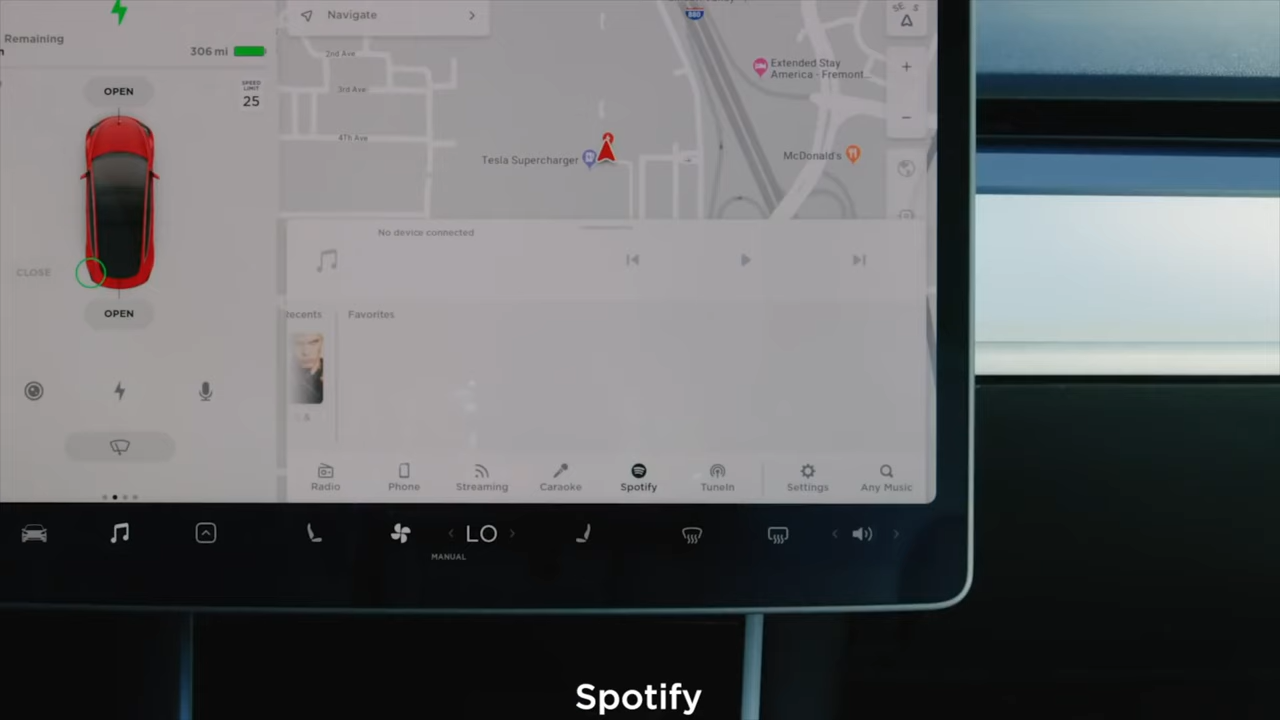 Remaining
306 mi
OPEN
SPEED
LIMIT
25
CLOSE
OPEN
Navigate
2nd Ave
3rd Ave
4Th Ave
880
Extended Stay
America - Fremont...
Tesla Supercharger
McDonald's
No device connected
Recents
Favorites
Radio
Phone
Streaming
Caraoke
Spotify
TuneIn
Settings
Any Music
LO
MANUAL
Spotify